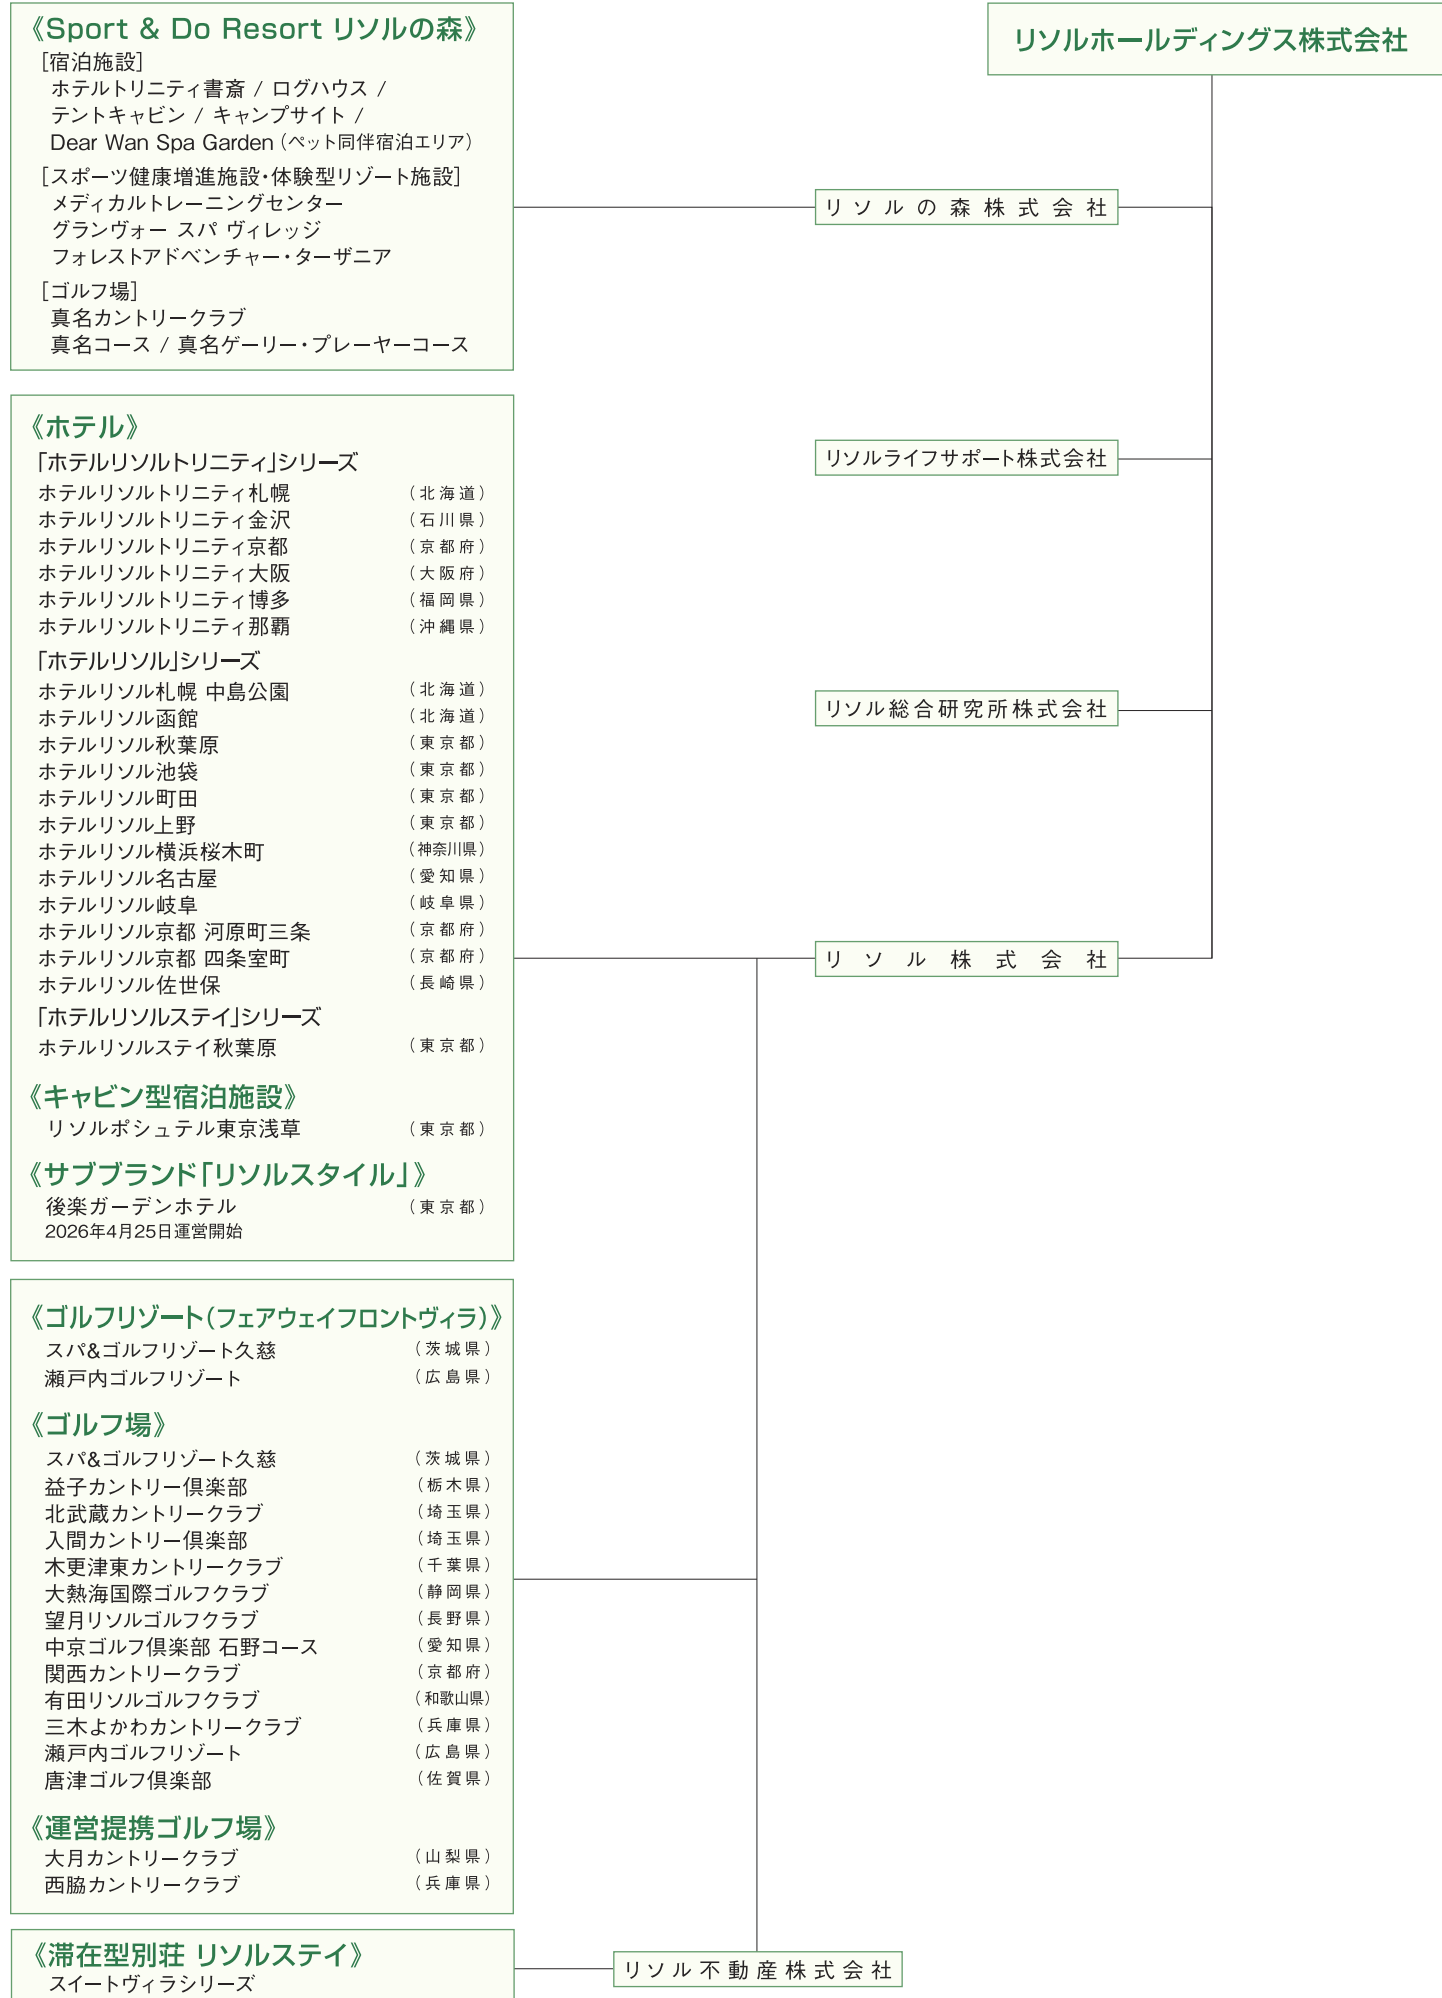 《Sport & Do Resort リソルの森》
［宿泊施設］
ホテルトリニティ書斎 / ログハウス /
テントキャビン / キャンプサイト /
Dear Wan Spa Garden（ペット同伴宿泊エリア）
［スポーツ健康増進施設・体験型リゾート施設］
メディカルトレーニングセンター
グランヴォー スパ ヴィレッジ
フォレストアドベンチャー・ターザニア
［ゴルフ場］
真名カントリークラブ
真名コース / 真名ゲーリー・プレーヤーコース
リソルホールディングス株式会社
リソルの森株式会社
リソルライフサポート株式会社
リソル総合研究所株式会社
リソル株式会社
《ホテル》
「ホテルリソルトリニティ」シリーズ
ホテルリソルトリニティ札幌（北海道）
ホテルリソルトリニティ金沢（石川県）
ホテルリソルトリニティ京都（京都府）
ホテルリソルトリニティ大阪（大阪府）
ホテルリソルトリニティ博多（福岡県）
ホテルリソルトリニティ那覇（沖縄県）
「ホテルリソル」シリーズ
ホテルリソル札幌 中島公園（北海道）
ホテルリソル函館（北海道）
ホテルリソル秋葉原（東京都）
ホテルリソル池袋（東京都）
ホテルリソル町田（東京都）
ホテルリソル上野（東京都）
ホテルリソル横浜桜木町（神奈川県）
ホテルリソル名古屋（愛知県）
ホテルリソル岐阜（岐阜県）
ホテルリソル京都 河原町三条（京都府）
ホテルリソル京都 四条室町（京都府）
ホテルリソル佐世保（長崎県）
「ホテルリソルステイ」シリーズ
ホテルリソルステイ秋葉原（東京都）
《キャビン型宿泊施設》
リソルポシュテル東京浅草（東京都）
《サブブランド「リソルスタイル」》
後楽ガーデンホテル（東京都）
2026年4月25日運営開始
《ゴルフリゾート（フェアウェイフロントヴィラ）》
スパ&ゴルフリゾート久慈（茨城県）
瀬戸内ゴルフリゾート（広島県）
《ゴルフ場》
スパ&ゴルフリゾート久慈（茨城県）
益子カントリー倶楽部（栃木県）
北武蔵カントリークラブ（埼玉県）
入間カントリー倶楽部（埼玉県）
木更津東カントリークラブ（千葉県）
大熱海国際ゴルフクラブ（静岡県）
望月リソルゴルフクラブ（長野県）
中京ゴルフ倶楽部 石野コース（愛知県）
関西カントリークラブ（京都府）
有田リソルゴルフクラブ（和歌山県）
三木よかわカントリークラブ（兵庫県）
瀬戸内ゴルフリゾート（広島県）
唐津ゴルフ倶楽部（佐賀県）
《運営提携ゴルフ場》
大月カントリークラブ（山梨県）
西脇カントリークラブ（兵庫県）
《滞在型別荘 リソルステイ》
スイートヴィラシリーズ
リソル不動産株式会社